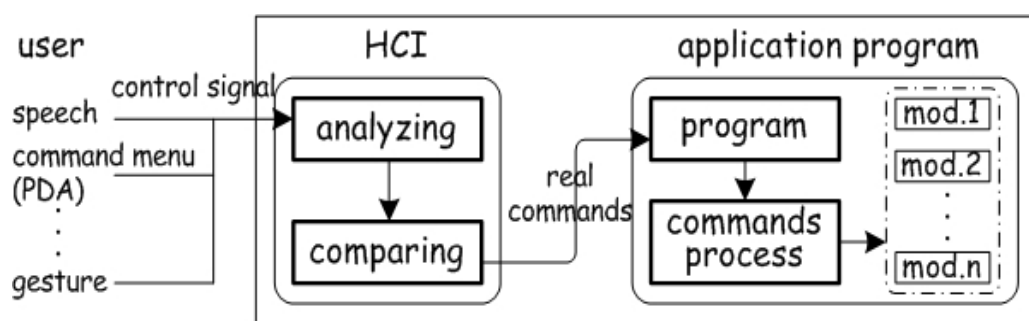 user
HCI
application program
control signal
speech
command menu
(PDA)
gesture
analyzing
comparing
real
commands
program
commands
process
mod.1
mod.2
mod.n